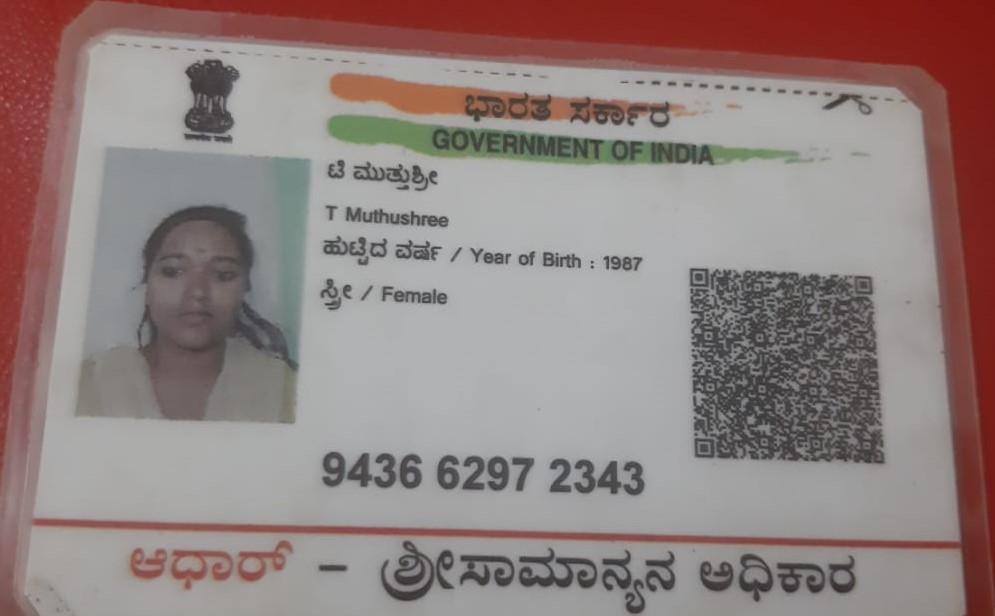 ಭಾರತ ಸರ್ಕಾರ
GOVERNMENT OF INDIA
ಟಿ ಮುತ್ತುಶ್ರೀ
T Muthushree
ಹುಟ್ಟಿದ ವರ್ಷ / Year of Birth : 1987
ಸ್ತ್ರೀ / Female
9436 6297 2343
ಆಧಾರ್ – ಶ್ರೀಸಾಮಾನ್ಯನ ಅಧಿಕಾರ